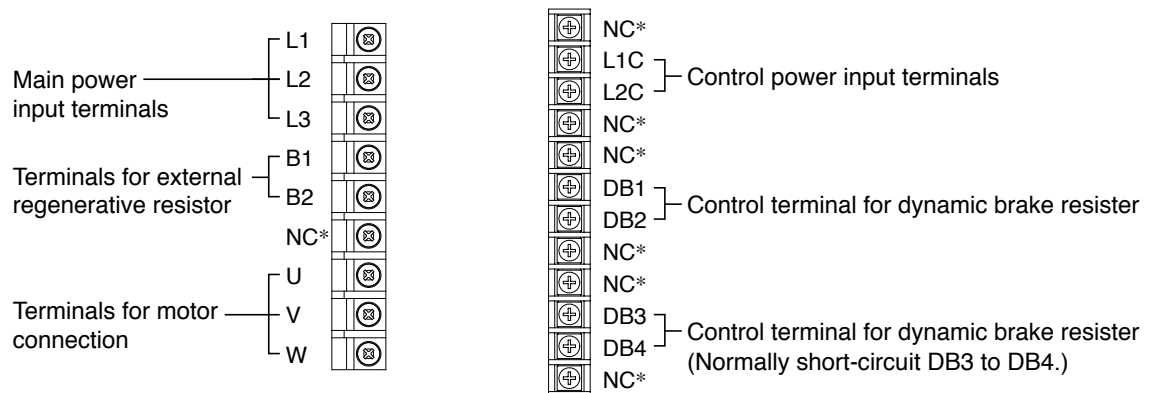 Main power
input terminals
L1
L2
L3
Terminals for external
regenerative resistor
B1
B2
NC*
Terminals for motor
connection
U
V
W
NC*
L1C
L2C
Control power input terminals
NC*
NC*
DB1
DB2
Control terminal for dynamic brake resister
NC*
NC*
DB3
DB4
Control terminal for dynamic brake resister
(Normally short-circuit DB3 to DB4.)
NC*